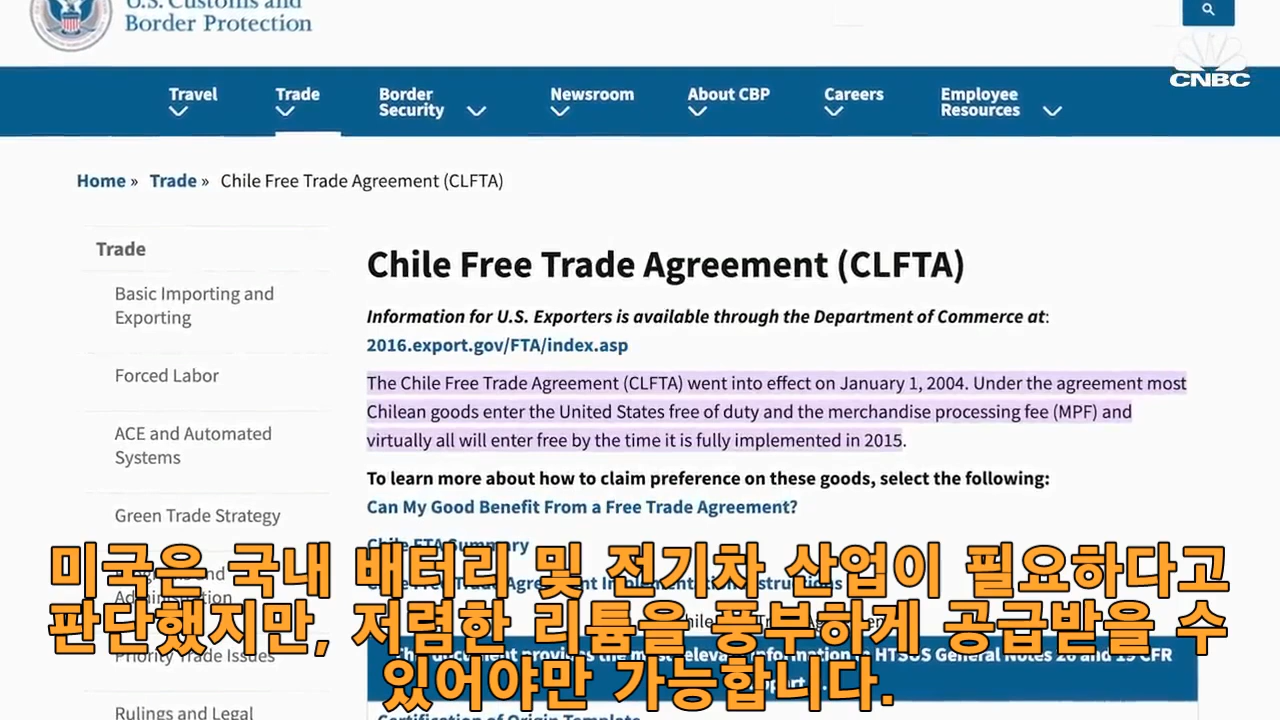 U.S. Customs and
Border Protection
CNBC
Travel
Trade
Border
Security
Newsroom
About CBP
Careers
Employee
Resources
Home » Trade » Chile Free Trade Agreement (CLFTA)
Trade
Basic Importing and
Exporting
Forced Labor
ACE and Automated
Systems
Green Trade Strategy
Priority Trade Issues
Rulings and Legal
Chile Free Trade Agreement (CLFTA)
Information for U.S. Exporters is available through the Department of Commerce at:
2016.export.gov/FTA/index.asp
The Chile Free Trade Agreement (CLFTA) went into effect on January 1, 2004. Under the agreement most
Chilean goods enter the United States free of duty and the merchandise processing fee (MPF) and
virtually all will enter free by the time it is fully implemented in 2015.
To learn more about how to claim preference on these goods, select the following:
Can My Good Benefit From a Free Trade Agreement?
Chile FTA Summary
미국은 국내 배터리 및 전기차 산업이 필요하다고
판단했지만, 저렴한 리튬을 풍부하게 공급받을 수
있어야만 가능합니다.